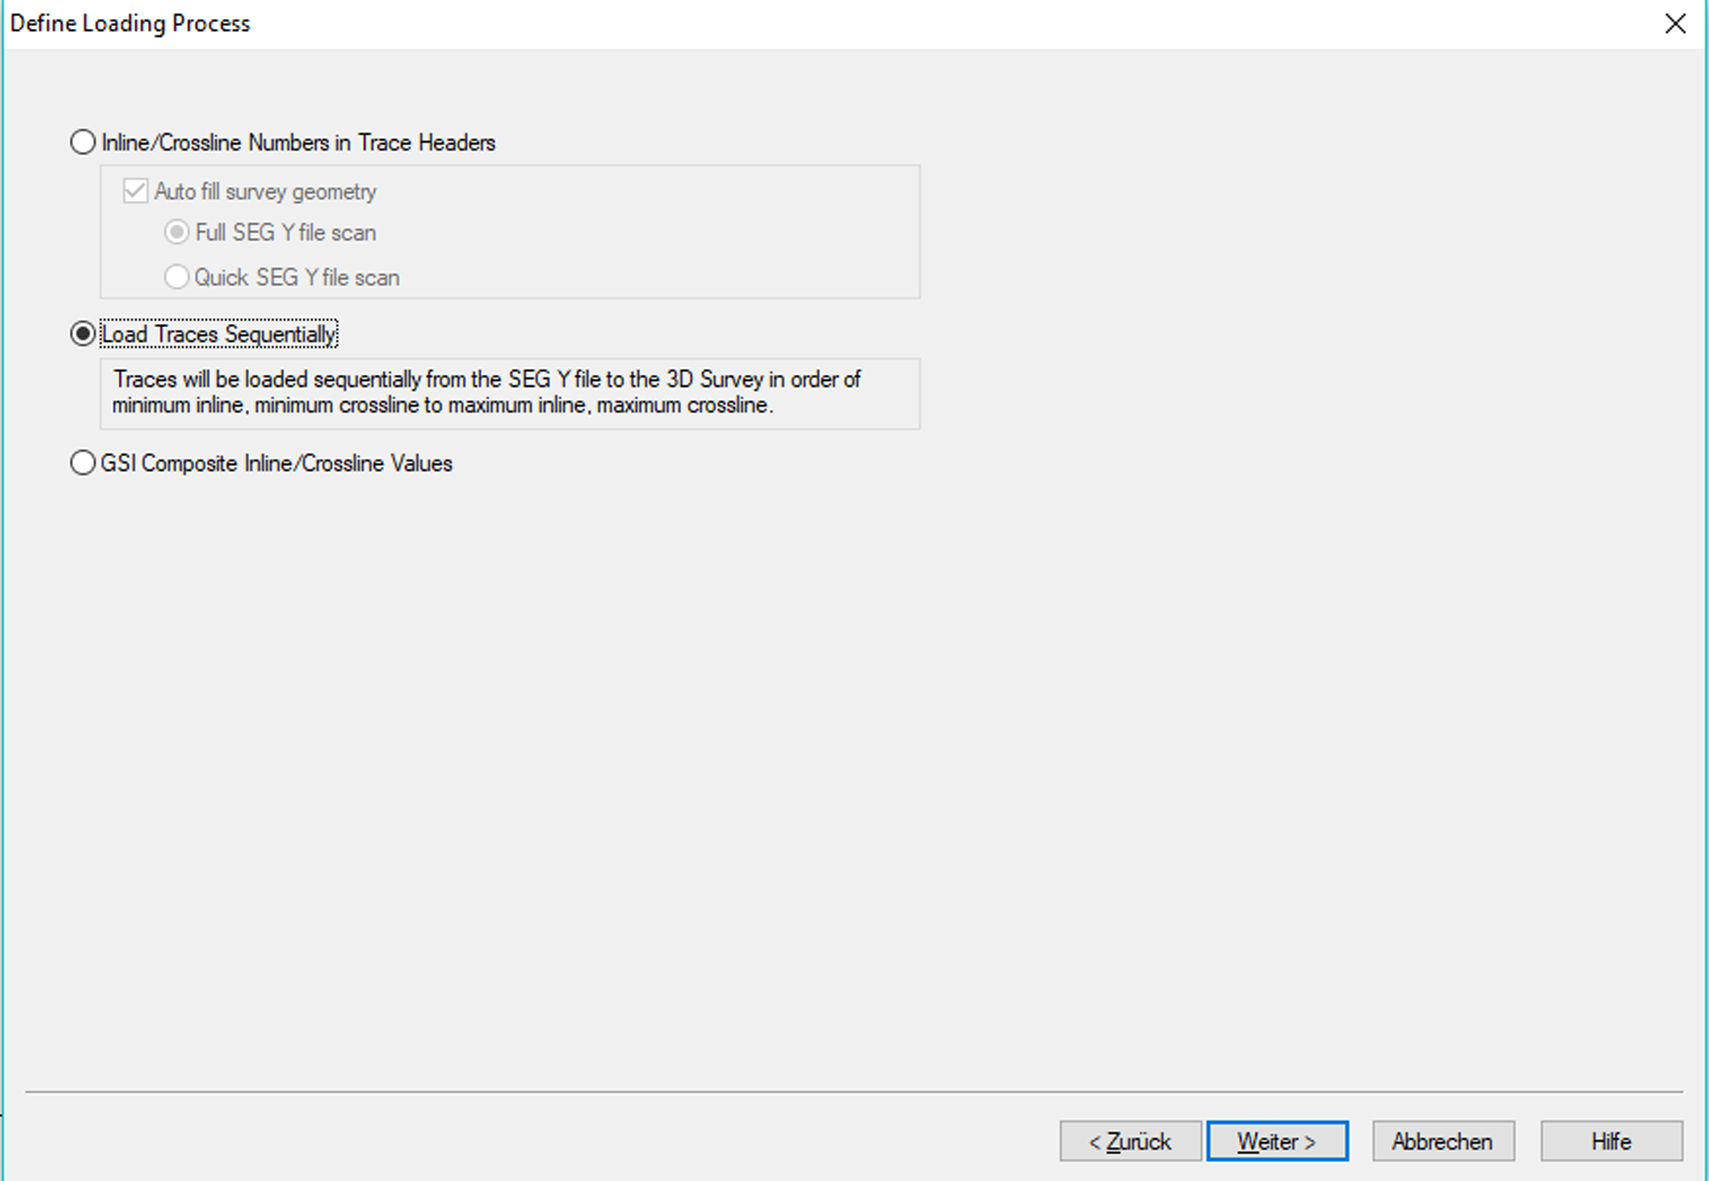 Define Loading Process
Inline/Crossline Numbers in Trace Headers
Auto fill survey geometry
Full SEG Y file scan
Quick SEG Y file scan
Load Traces Sequentially
Traces will be loaded sequentially from the SEG Y file to the 3D Survey in order of
minimum inline, minimum crossline to maximum inline, maximum crossline.
GSI Composite Inline/Crossline Values
< Zurück
Weiter >
Abbrechen
Hilfe